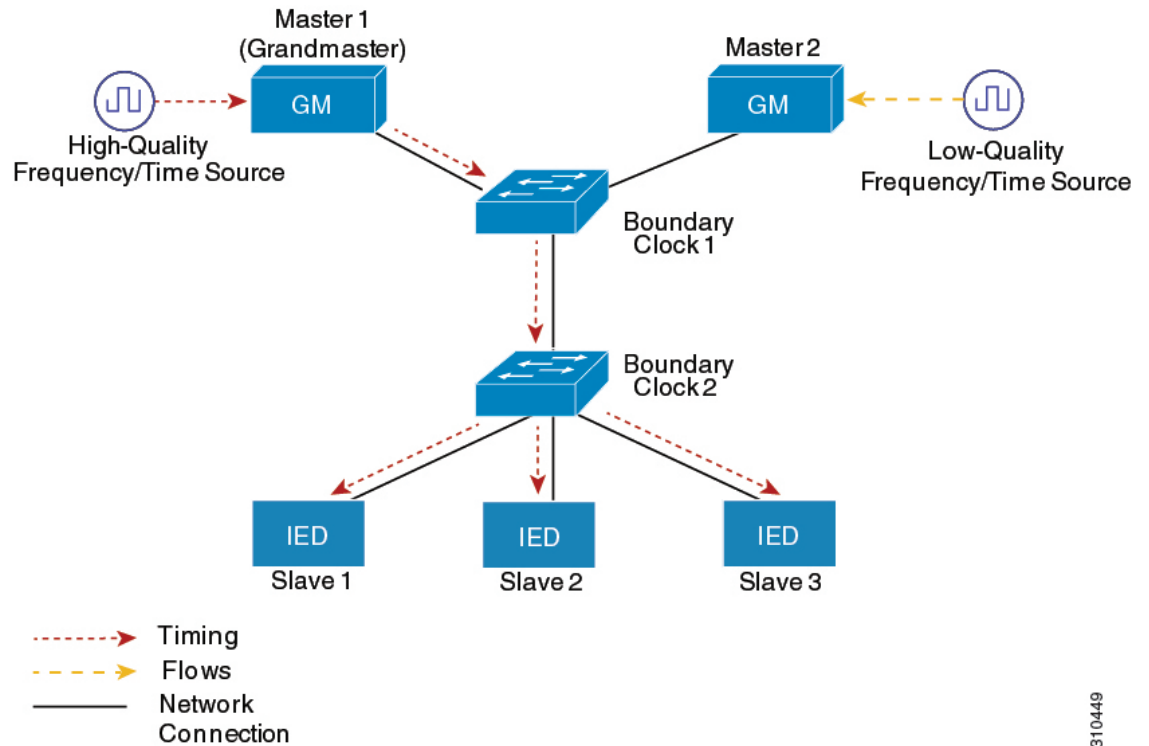 Master 1
(Grandmaster)
Master 2
GM
GM
High-Quality
Frequency/Time Source
Low-Quality
Frequency/Time Source
Boundary
Clock 1
Boundary
Clock 2
IED
IED
IED
Slave 1
Slave 2
Slave 3
Timing
Flows
Network
Connection
310449